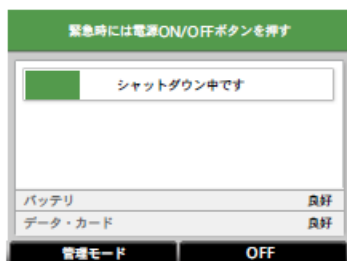 緊急時には電源ON/OFFボタンを押す
シャットダウン中です
バッテリ 良好
データ・カード 良好
管理モード OFF